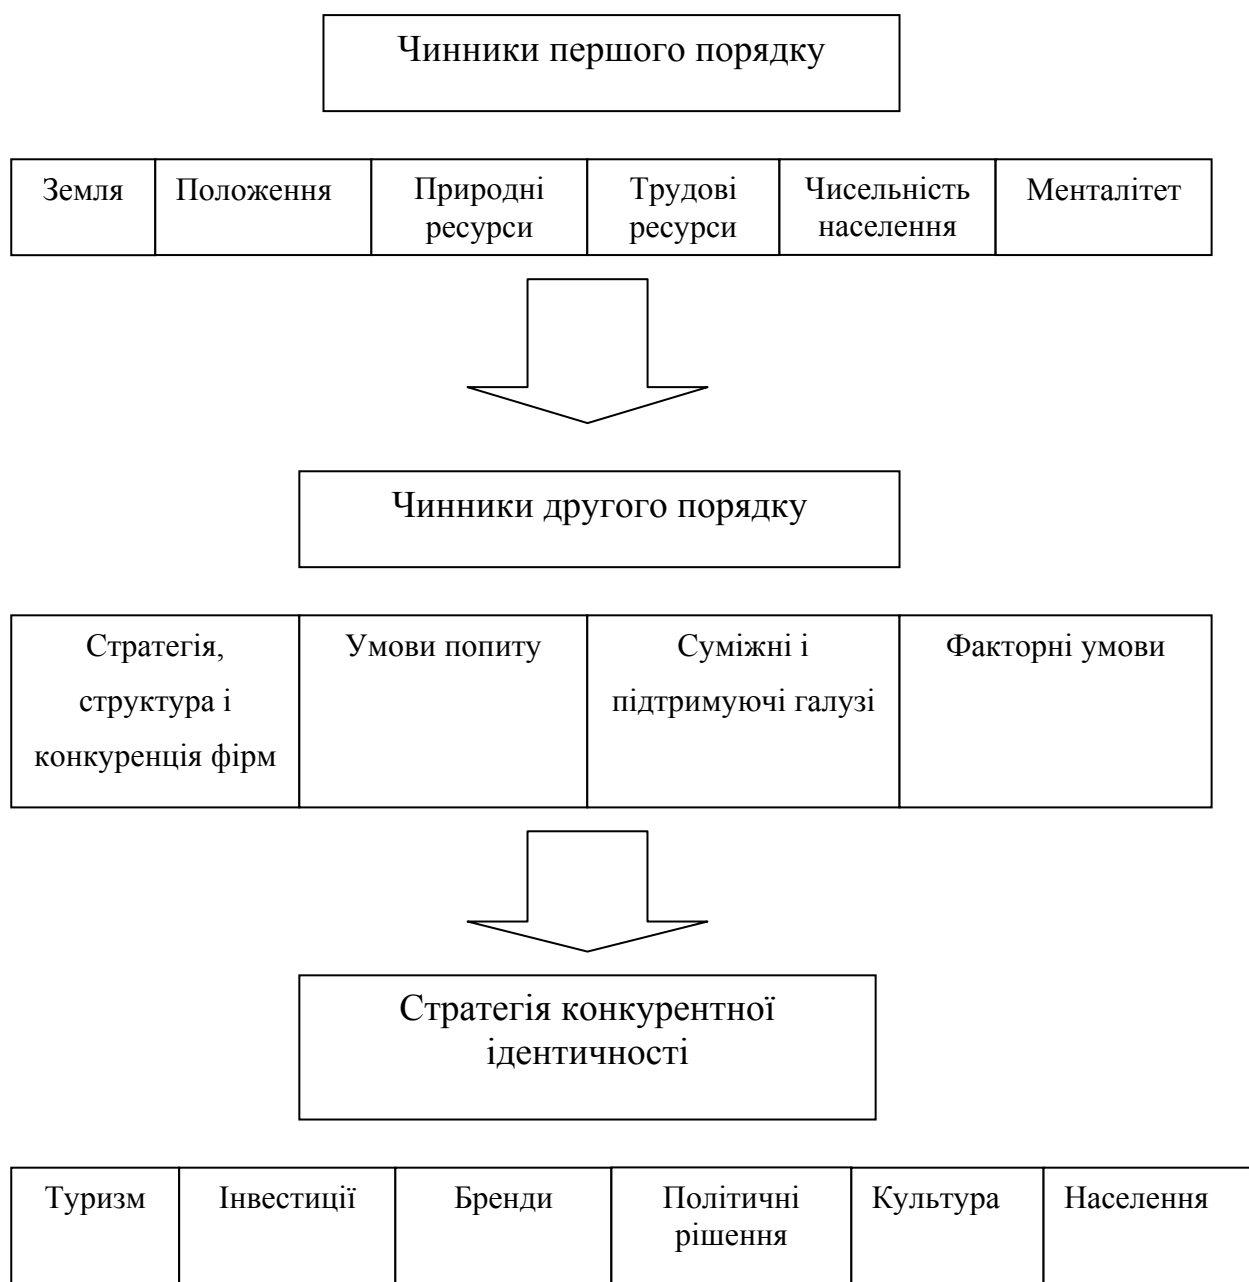 Чинники першого порядку
Земля Положення Природні Трудові Чисельність Менталітет
ресурси ресурси населення
Чинники другого порядку
Стратегія, Умови попиту Суміжні і Факторні умови
структура і підтримуючі галузі
конкуренція фірм
Стратегія конкурентної
ідентичності
Туризм Інвестиції Бренди Політичні Культура Населення
рішення